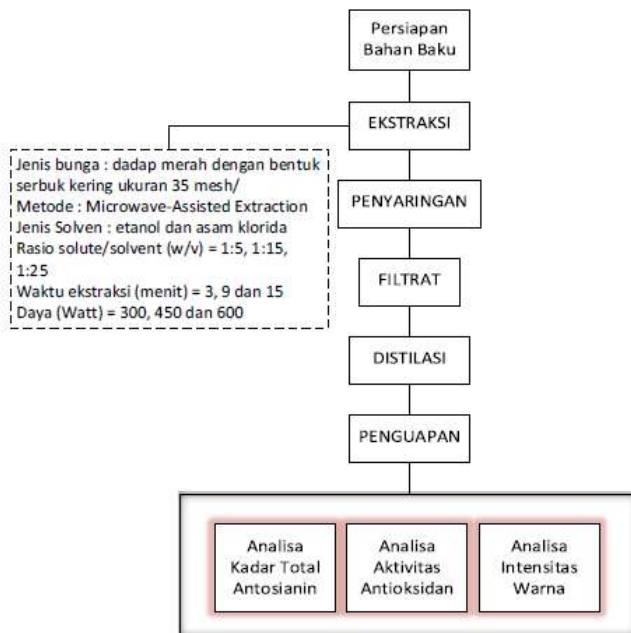 Persiapan
Bahan Baku
EKSTRAKSI
Jenis bunga : dadap merah dengan bentuk
serbuk kering ukuran 35 mesh/
Metode : Microwave-Assisted Extraction
Jenis Solven : etanol dan asam klorida
Rasio solute/solvent (w/v) = 1:5, 1:15,
1:25
Waktu ekstraksi (menit) = 3, 9 dan 15
Daya (Watt) = 300, 450 dan 600
PENYARINGAN
FILTRAT
DISTILASI
PENGUAPAN
Analisa
Kadar Total
Antosianin
Analisa
Aktivitas
Antioksidan
Analisa
Intensitas
Warna